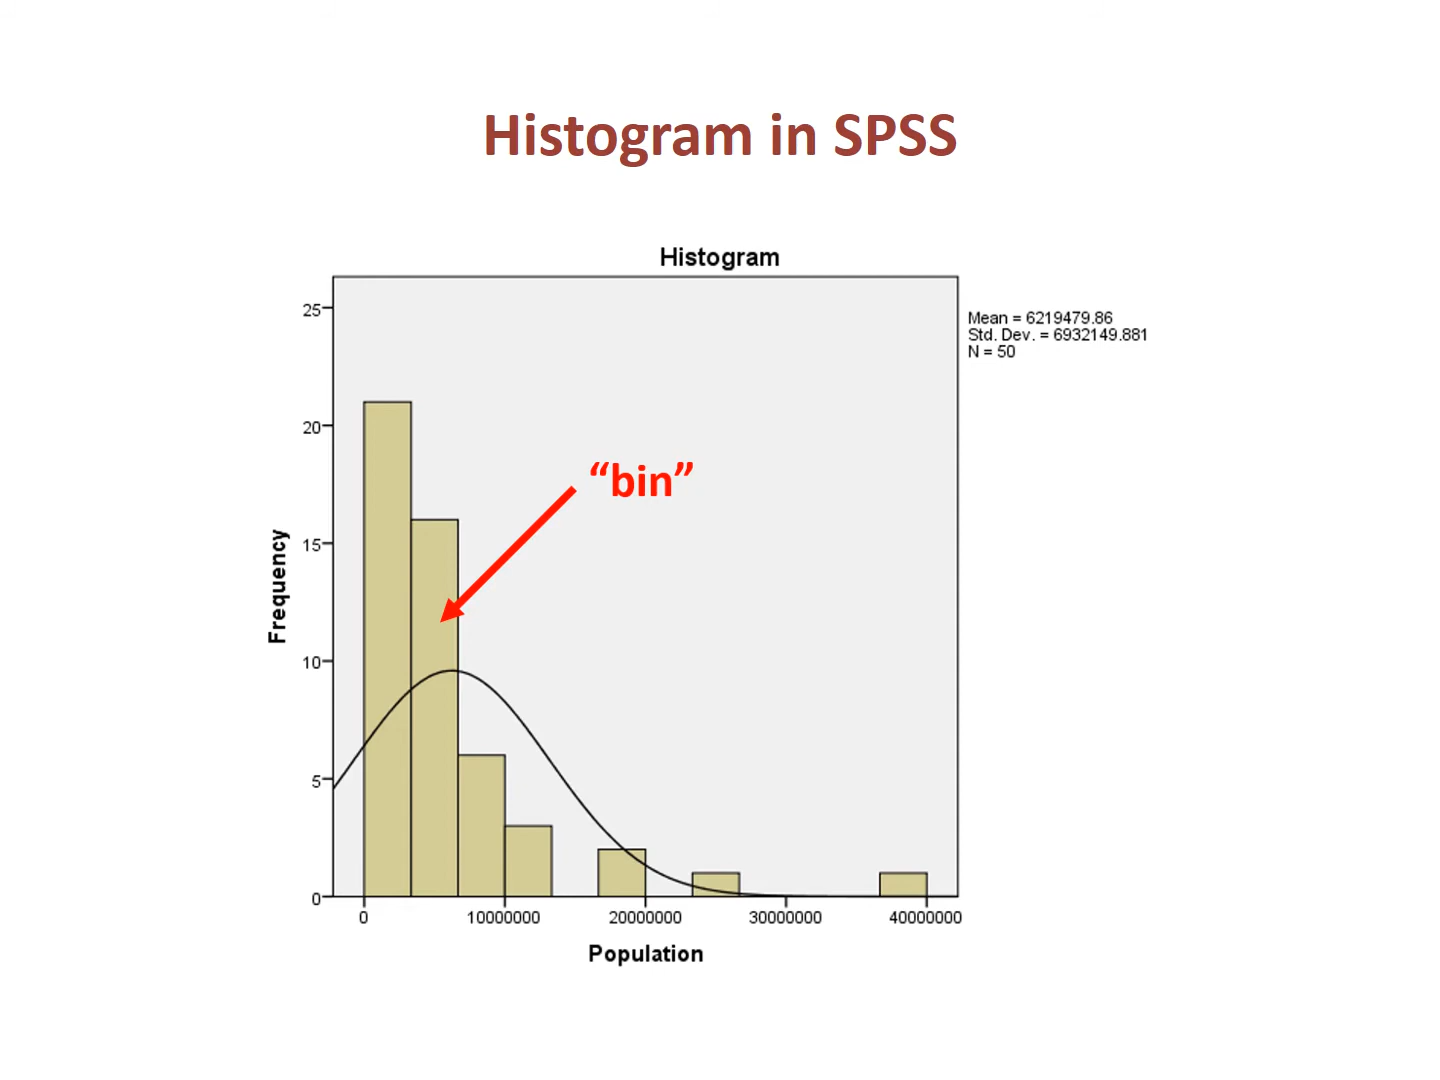 Histogram in SPSS
Histogram
Mean = 6219479.86
Std. Dev. = 6932149.881
N = 50
25
20
15
10
5
0
Frequency
“bin”
0 10000000 20000000 30000000 40000000
Population